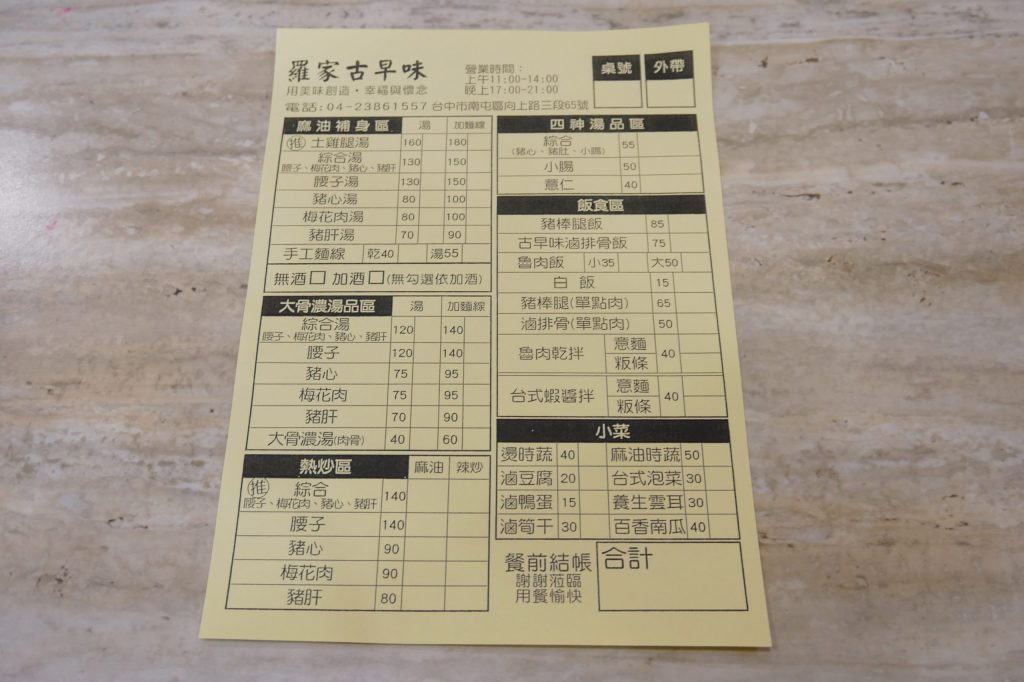 羅家古早味
用美味創造・幸福與懷念
營業時間：
上午11:00-14:00
晚上17:00-21:00
桌號 外帶
電話:04-23861557 台中市南屯區向上路三段65號
麻油補身區 湯 加麵線
推 土雞腿湯 160 180
綜合湯 130 150
腰子、梅花肉、豬心、豬肝
腰子湯 130 150
豬心湯 80 100
梅花肉湯 80 100
豬肝湯 70 90
手工麵線 乾40 湯55
無酒□ 加酒□(無勾選依加酒)
大骨濃湯品區 湯 加麵線
綜合湯 120 140
腰子、梅花肉、豬心、豬肝
腰子 120 140
豬心 75 95
梅花肉 75 95
豬肝 70 90
大骨濃湯(肉骨) 40 60
熱炒區 麻油 辣炒
推 綜合 140
腰子、梅花肉、豬心、豬肝
腰子 140
豬心 90
梅花肉 90
豬肝 80
四神湯品區
綜合 55
(豬心、豬肚、小腸)
小腸 50
薏仁 40
飯食區
豬棒腿飯 85
古早味滷排骨飯 75
魯肉飯 小35 大50
白飯 15
豬棒腿(單點肉) 65
滷排骨(單點肉) 50
魯肉乾拌 意麵 粄條 40
台式蝦醬拌 意麵 粄條 40
小菜
燙時蔬 40 麻油時蔬 50
滷豆腐 20 台式泡菜 30
滷鴨蛋 15 養生雲耳 30
滷筍干 30 百香南瓜 40
餐前結帳
謝謝蒞臨
用餐愉快
合計